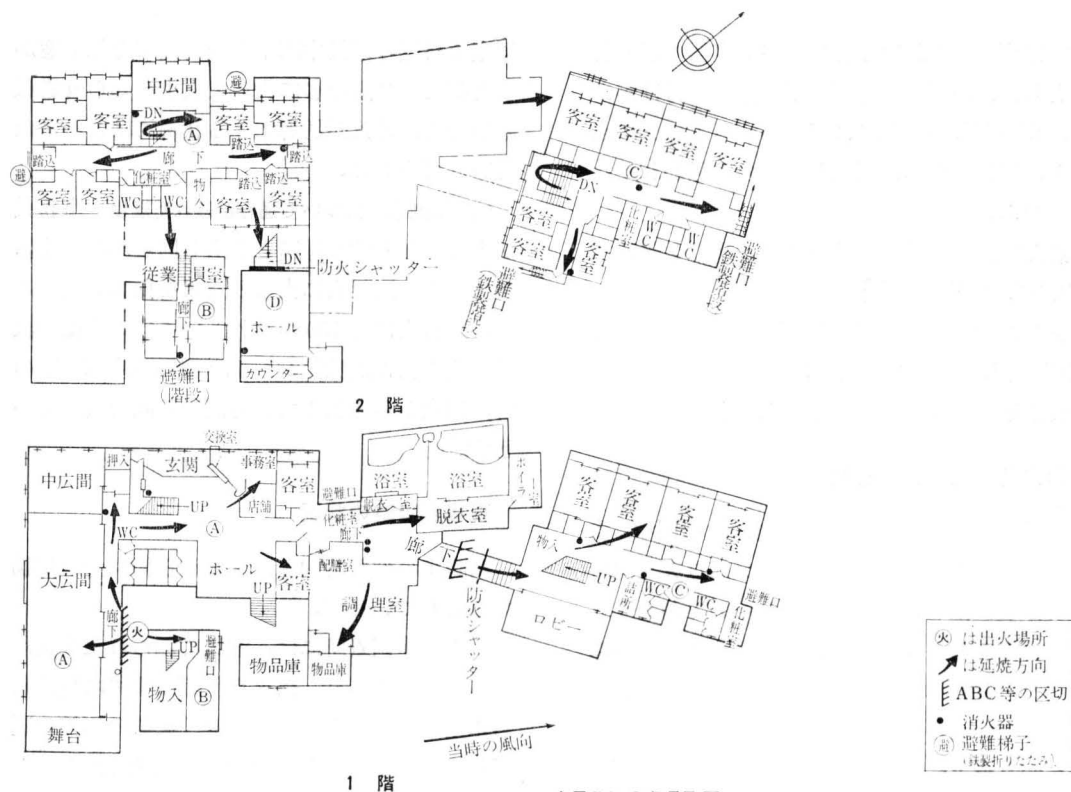 中広間
避
DN
客室
客室
客室
客室
Ⓐ
踏込
踏込
踏込
廊下
避
化粧室
踏込
踏込
客室
客室
WC
WC
物入
客室
客室
DN
防火シャッター
従業員室
Ⓑ
廊下
Ⓓ
ホール
カウンター
避難口
(階段)
客室
客室
客室
客室
Ⓒ
DN
客室
客室
客室
化粧室
WC
WC
避難口
避難口
2 階
交換室
中広間
押入
玄関
事務室
客室
UP
店舗
避難口
脱衣室
浴室
浴室
ボイラー室
脱衣室
WC
Ⓐ
化粧室
廊下
配膳室
ホール
客室
UP
大広間
廊下
火
UP
避難口
Ⓐ
物入
Ⓑ
舞台
調理室
物品庫
物品庫
廊下
防火シャッター
客室
客室
客室
客室
物入
UP
詰所
WC
Ⓒ
WC
化粧室
避難口
ロビー
当時の風向
1 階
火 は出火場所
は延焼方向
ABC等の区切
消火器
避 避難梯子
(鉄製折りたたみ)